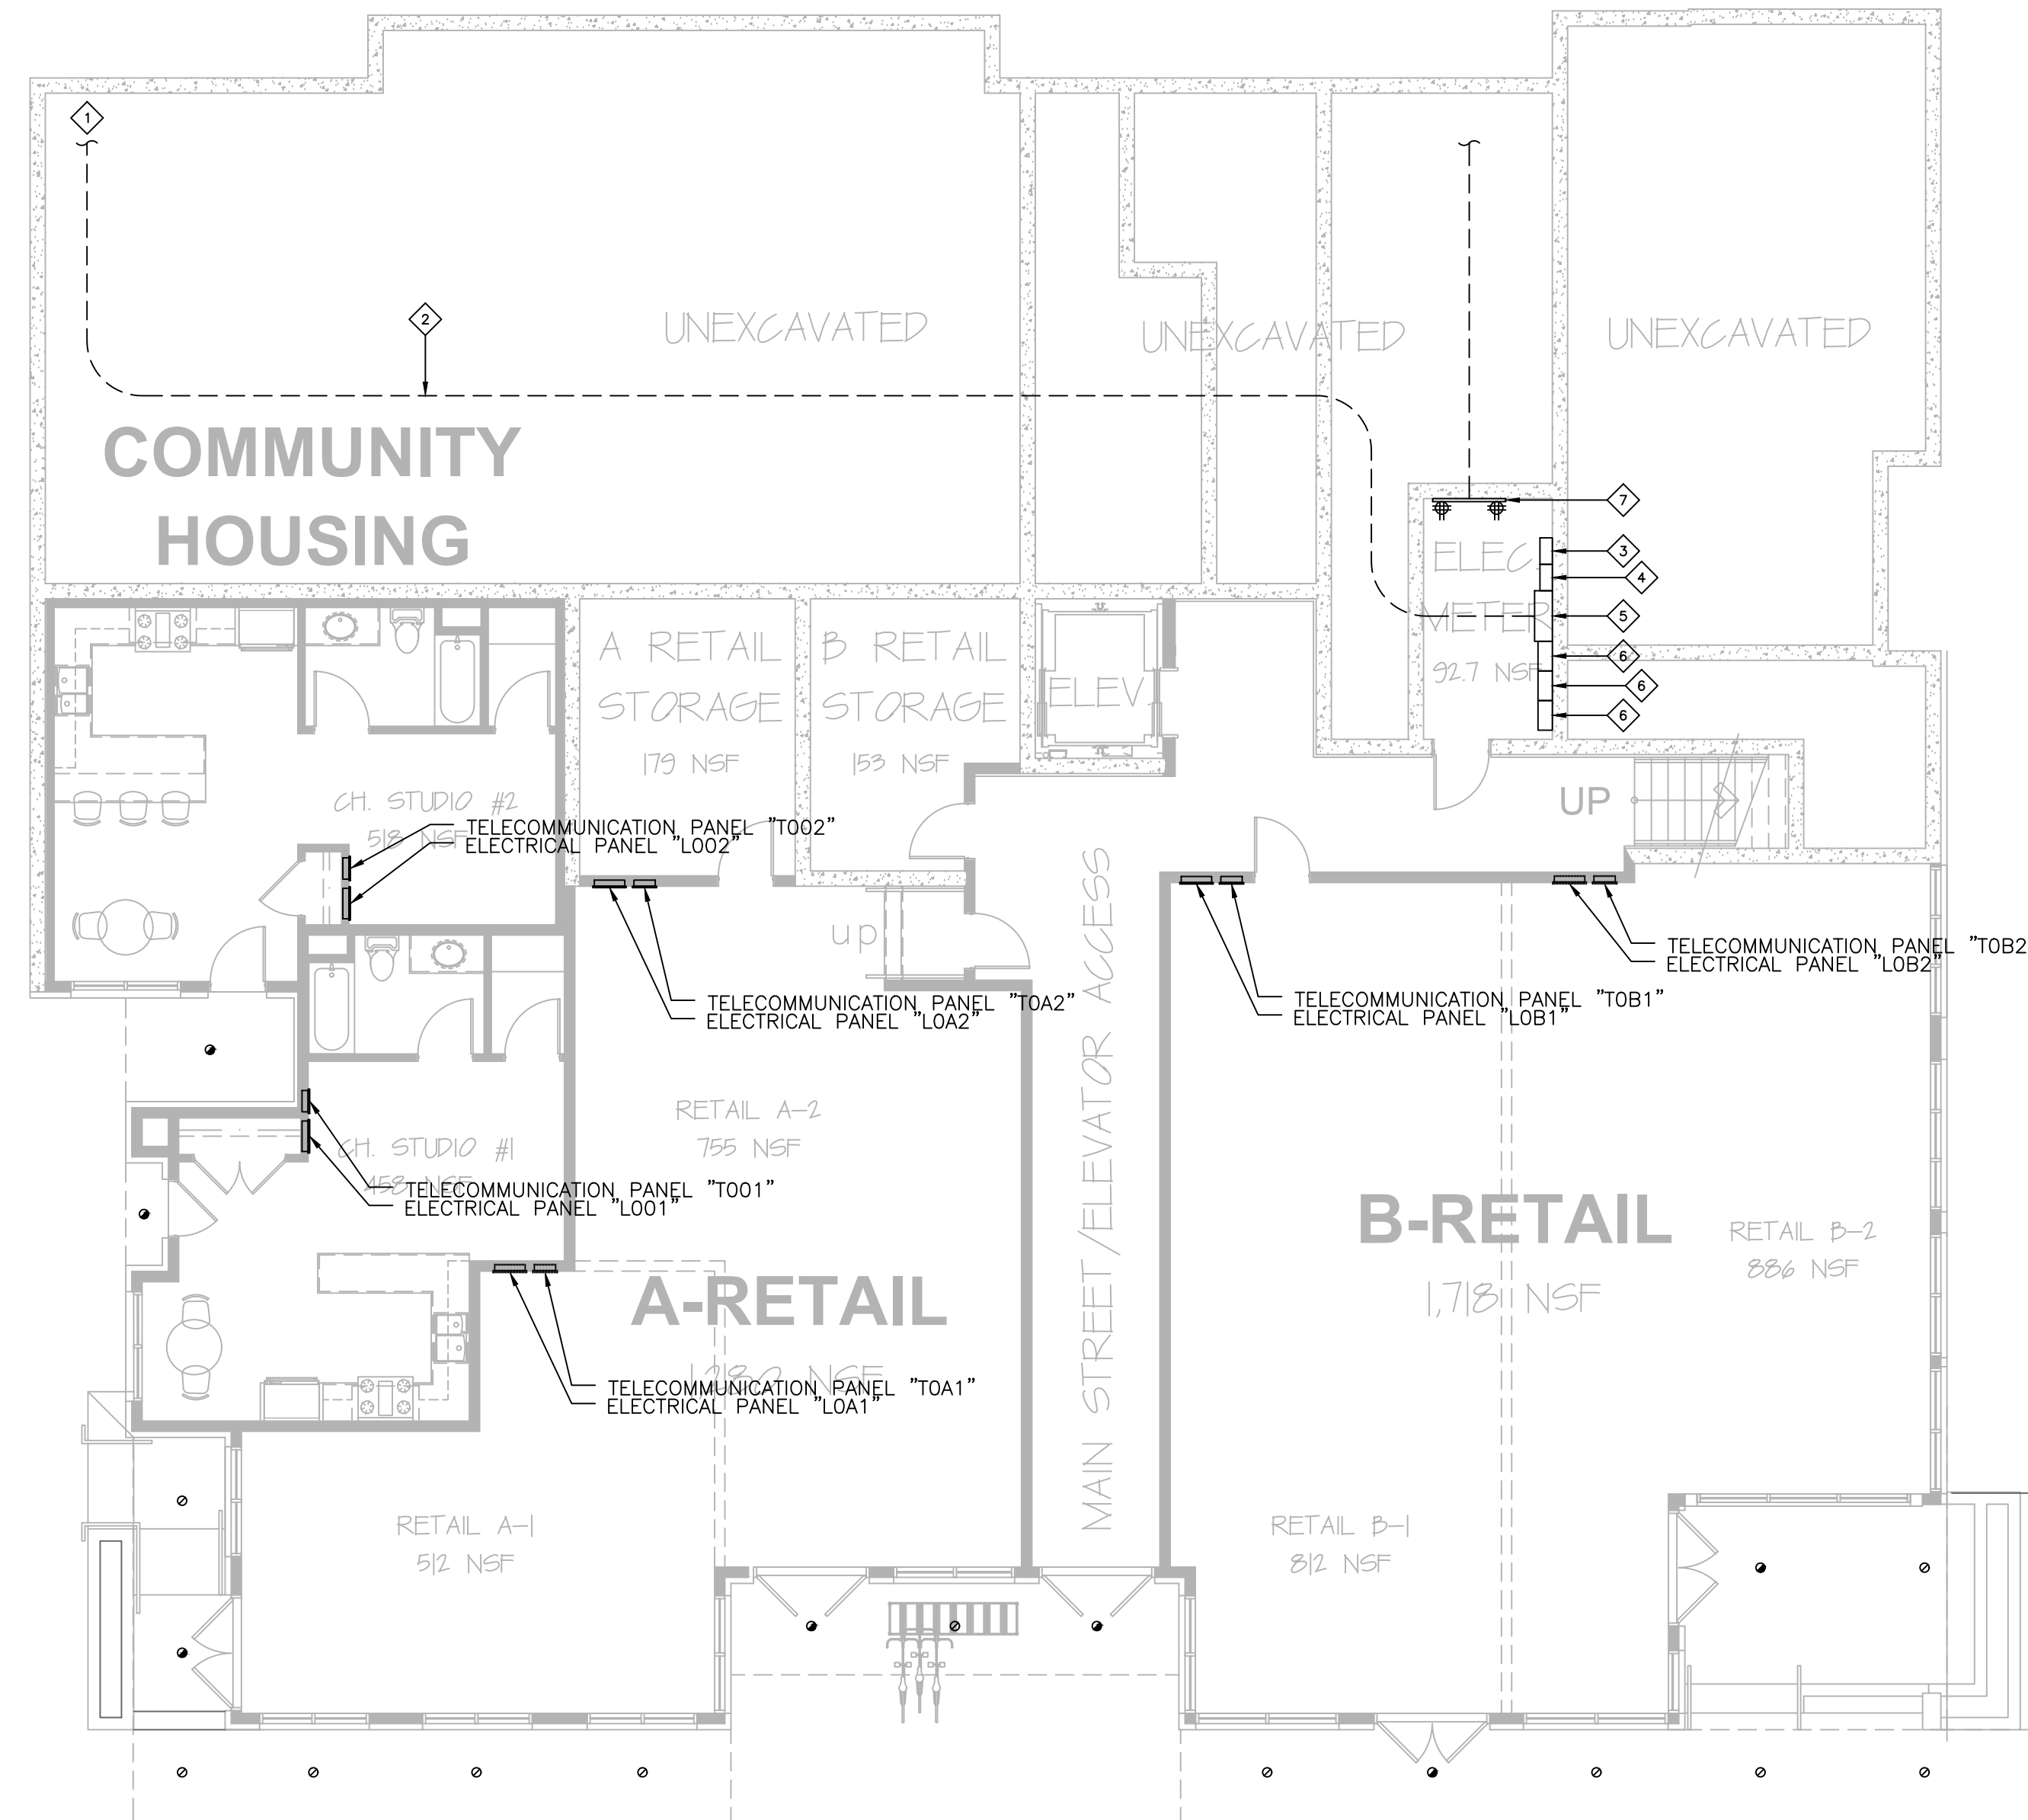 1
2
UNEXCAVATED
UNEXCAVATED
UNEXCAVATED
COMMUNITY
HOUSING
7
3
4
5
6
6
6
ELEC.
METER
92.7 NSF
A RETAIL
STORAGE
179 NSF
B RETAIL
STORAGE
153 NSF
ELEV.
UP
CH. STUDIO #2
518 NSF
TELECOMMUNICATION PANEL "T002"
ELECTRICAL PANEL "L002"
up
TELECOMMUNICATION PANEL "T0A2"
ELECTRICAL PANEL "L0A2"
MAIN STREET/ELEVATOR ACCESS
TELECOMMUNICATION PANEL "T0B1"
ELECTRICAL PANEL "L0B1"
TELECOMMUNICATION PANEL "T0B2
ELECTRICAL PANEL "L0B2"
RETAIL A-2
755 NSF
CH. STUDIO #1
458 NSF
TELECOMMUNICATION PANEL "T001"
ELECTRICAL PANEL "L001"
B-RETAIL
1,718 NSF
RETAIL B-2
886 NSF
A-RETAIL
NSF
TELECOMMUNICATION PANEL "T0A1"
ELECTRICAL PANEL "L0A1"
RETAIL A-1
512 NSF
RETAIL B-1
812 NSF